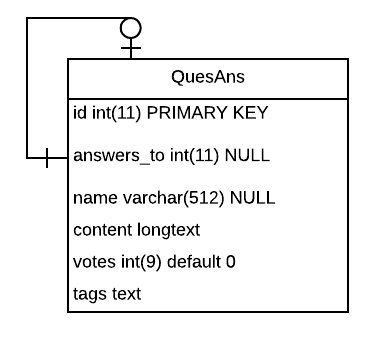 QuesAns
id int(11) PRIMARY KEY
answers_to int(11) NULL
name varchar(512) NULL
content longtext
votes int(9) default 0
tags text